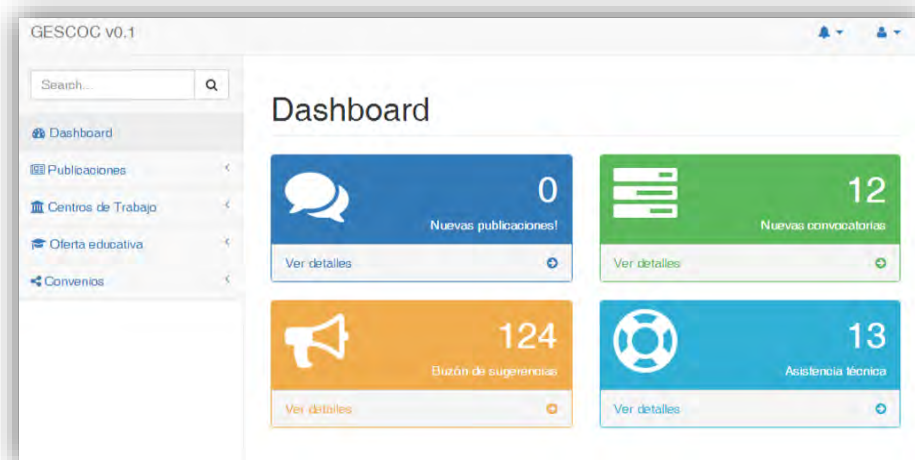 GESCOC v0.1
Search...
Dashboard
Publicaciones
Centros de Trabajo
Oferta educativa
Convenios
Dashboard
0
Nuevas publicaciones!
Ver detalles
12
Nuevas convocatorias
Ver detalles
124
Buzón de sugerencias
Ver detalles
13
Asistencia técnica
Ver detalles